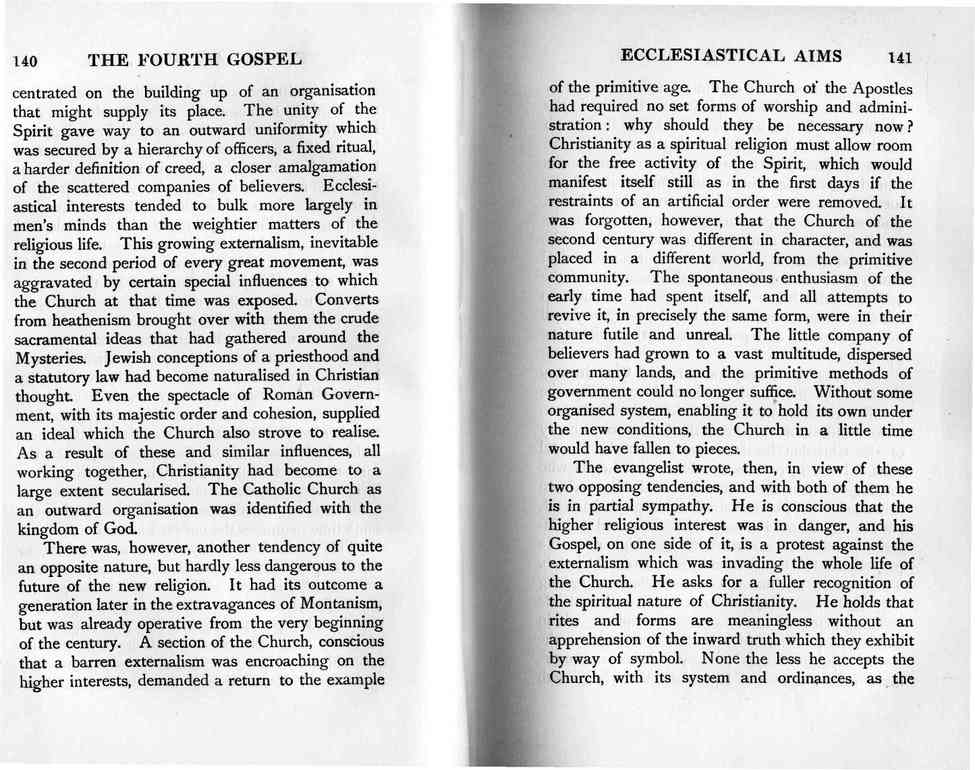 140 THE FOURTH GOSPEL
centrated on the building up of an organisation
that might supply its place. The unity of the
Spirit gave way to an outward uniformity which
was secured by a hierarchy of officers, a fixed ritual,
a harder definition of creed, a closer amalgamation
of the scattered companies of believers. Ecclesi-
astical interests tended to bulk more largely in
men's minds than the weightier matters of the
religious life. This growing externalism, inevitable
in the second period of every great movement, was
aggravated by certain special influences to which
the Church at that time was exposed. Converts
from heathenism brought over with them the crude
sacramental ideas that had gathered around the
Mysteries. Jewish conceptions of a priesthood and
a statutory law had become naturalised in Christian
thought. Even the spectacle of Roman Govern-
ment, with its majestic order and cohesion, supplied
an ideal which the Church also strove to realise.
As a result of these and similar influences, all
working together, Christianity had become to a
large extent secularised. The Catholic Church as
an outward organisation was identified with the
kingdom of God.
There was, however, another tendency of quite
an opposite nature, but hardly less dangerous to the
future of the new religion. It had its outcome a
generation later in the extravagances of Montanism,
but was already operative from the very beginning
of the century. A section of the Church, conscious
that a barren externalism was encroaching on the
higher interests, demanded a return to the example
ECCLESIASTICAL AIMS 141
of the primitive age. The Church of the Apostles
had required no set forms of worship and admini-
stration: why should they be necessary now?
Christianity as a spiritual religion must allow room
for the free activity of the Spirit, which would
manifest itself still as in the first days if the
restraints of an artificial order were removed. It
was forgotten, however, that the Church of the
second century was different in character, and was
placed in a different world, from the primitive
community. The spontaneous enthusiasm of the
early time had spent itself, and all attempts to
revive it, in precisely the same form, were in their
nature futile and unreal. The little company of
believers had grown to a vast multitude, dispersed
over many lands, and the primitive methods of
government could no longer suffice. Without some
organised system, enabling it to hold its own under
the new conditions, the Church in a little time
would have fallen to pieces.
The evangelist wrote, then, in view of these
two opposing tendencies, and with both of them he
is in partial sympathy. He is conscious that the
higher religious interest was in danger, and his
Gospel, on one side of it, is a protest against the
externalism which was invading the whole life of
the Church. He asks for a fuller recognition of
the spiritual nature of Christianity. He holds that
rites and forms are meaningless without an
apprehension of the inward truth which they exhibit
by way of symbol. None the less he accepts the
Church, with its system and ordinances, as the